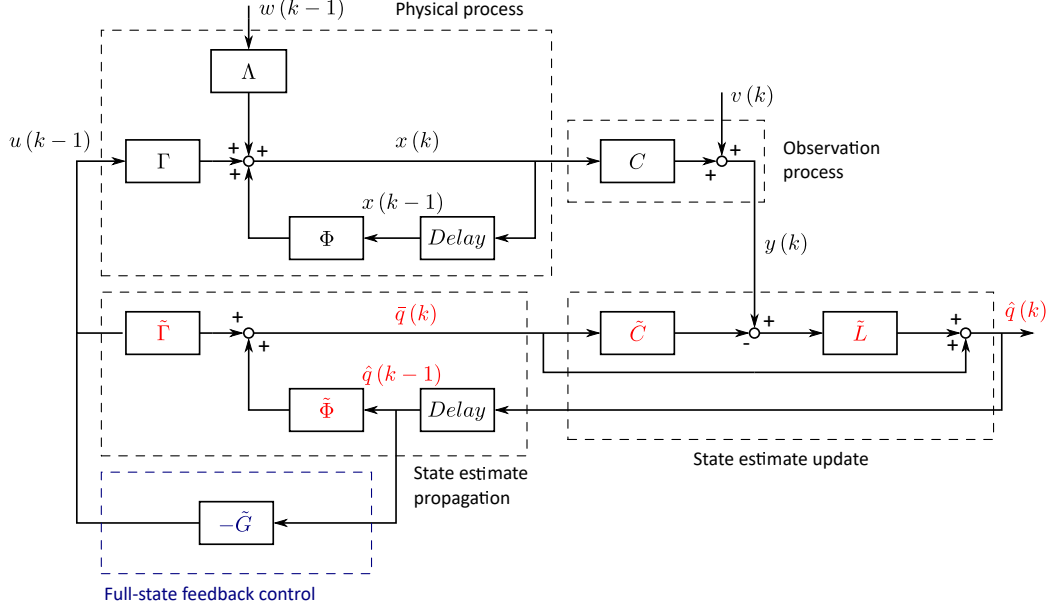 w (k−1)
Physical process
Λ
v (k)
u (k−1)
+
+
+
Γ
x (k)
C
+
+
Observation
process
x (k−1)
Φ
Delay
y (k)
Γ̃
+
+
q̄ (k)
C̃
+
-
L̃
+
+
q̂ (k)
q̂ (k−1)
Φ̃
Delay
State estimate
propagation
State estimate update
−G̃
Full-state feedback control